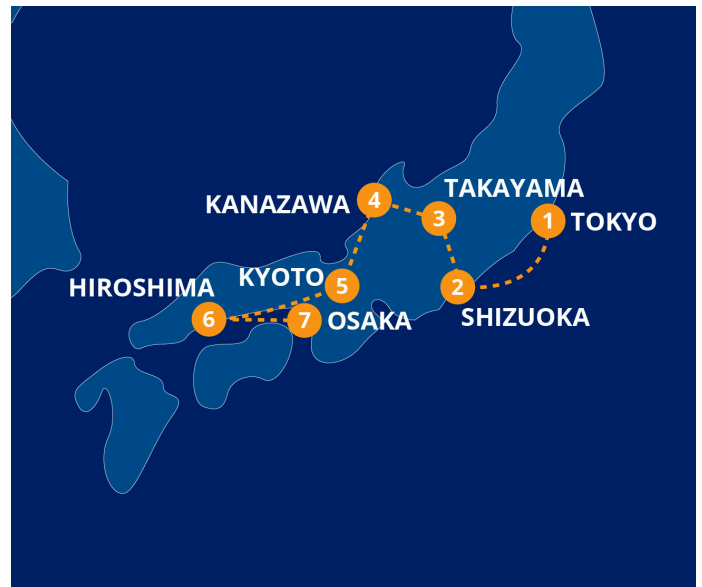 TAKAYAMA
KANAZAWA
4
3
1
TOKYO
KYOTO
HIROSHIMA
5
2
6
7
OSAKA
SHIZUOKA